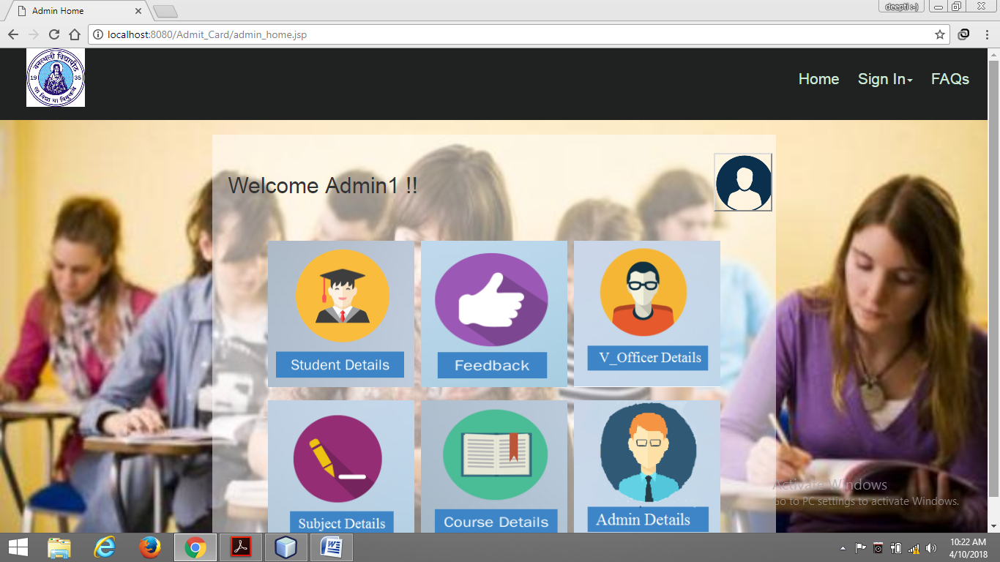 Admin Home
deepti :-)
localhost:8080/Admit_Card/admin_home.jsp
बनस्थली विद्यापीठ
19 35
सा विद्या या विमुक्तये
Home Sign In FAQs
Welcome Admin1 !!
Student Details Feedback V_Officer Details
Subject Details Course Details Admin Details
Activate Windows
Go to PC settings to activate Windows.
10:22 AM
4/10/2018